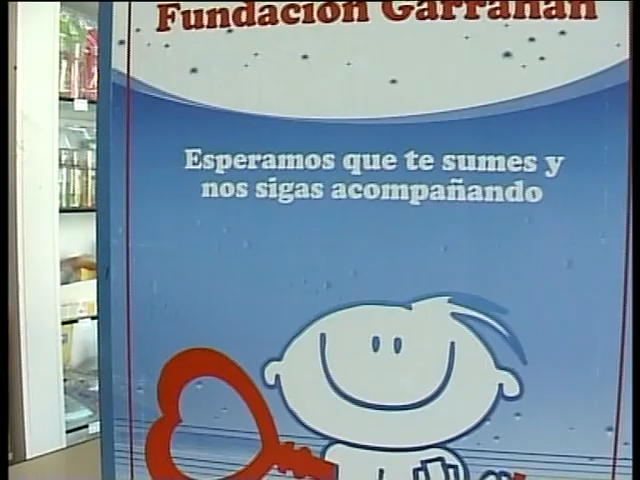 Fundación Garrahan
Esperamos que te sumes y
nos sigas acompañando